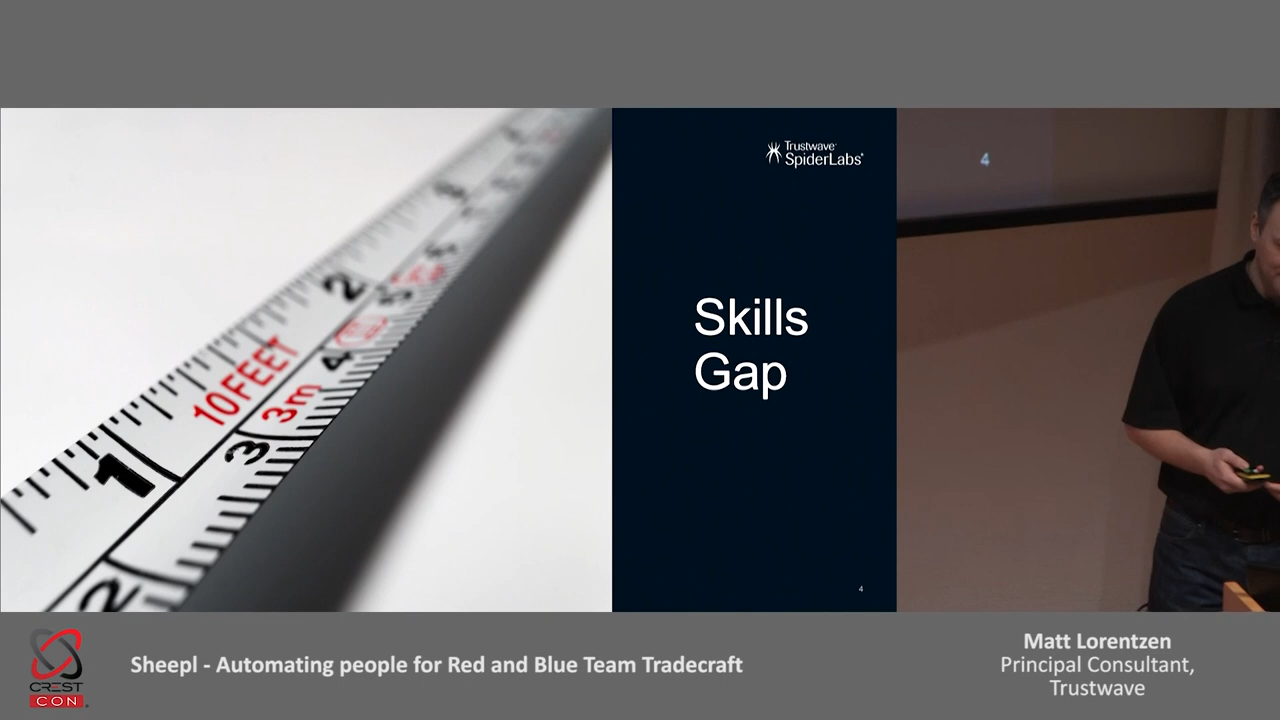 Trustwave
SpiderLabs
Skills
Gap
4
4
10FEET
3m
1
2
2
3
4
5
CREST
CON
Sheepl - Automating people for Red and Blue Team Tradecraft
Matt Lorentzen
Principal Consultant,
Trustwave